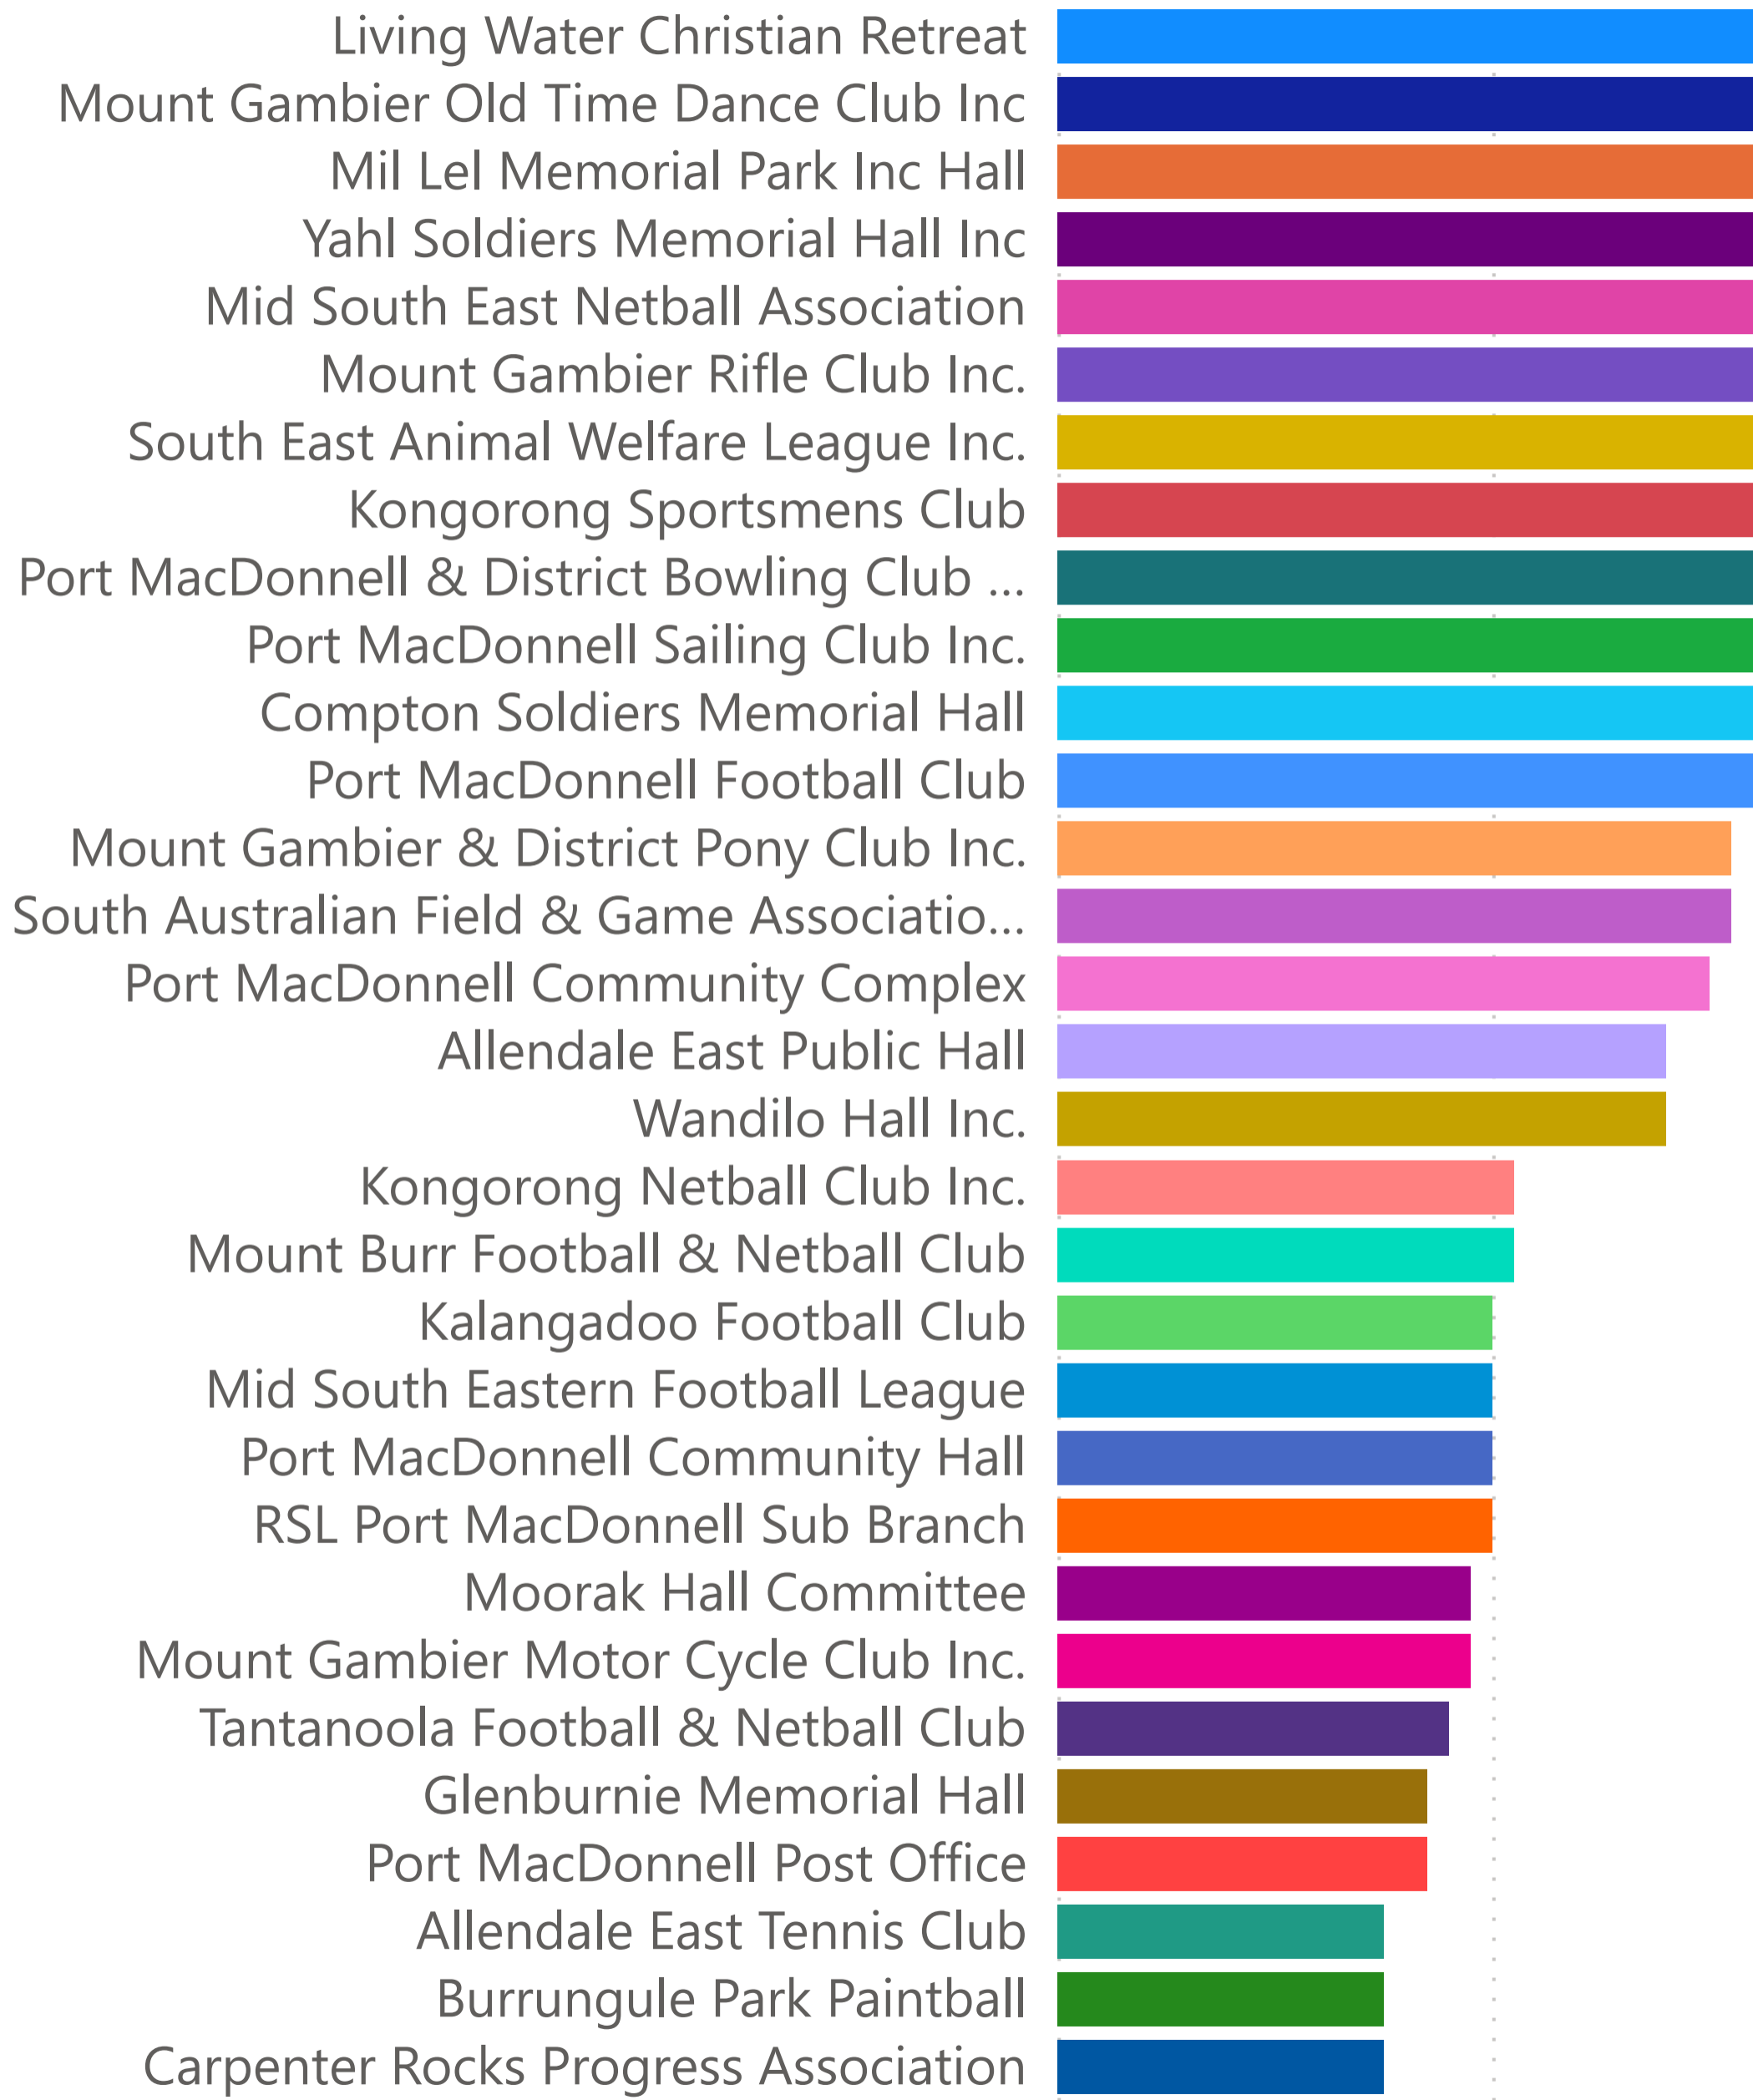 Living Water Christian Retreat
Mount Gambier Old Time Dance Club Inc
Mil Lel Memorial Park Inc Hall
Yahl Soldiers Memorial Hall Inc
Mid South East Netball Association
Mount Gambier Rifle Club Inc.
South East Animal Welfare League Inc.
Kongorong Sportsmens Club
Port MacDonnell & District Bowling Club ...
Port MacDonnell Sailing Club Inc.
Compton Soldiers Memorial Hall
Port MacDonnell Football Club
Mount Gambier & District Pony Club Inc.
South Australian Field & Game Associatio...
Port MacDonnell Community Complex
Allendale East Public Hall
Wandilo Hall Inc.
Kongorong Netball Club Inc.
Mount Burr Football & Netball Club
Kalangadoo Football Club
Mid South Eastern Football League
Port MacDonnell Community Hall
RSL Port MacDonnell Sub Branch
Moorak Hall Committee
Mount Gambier Motor Cycle Club Inc.
Tantanoola Football & Netball Club
Glenburnie Memorial Hall
Port MacDonnell Post Office
Allendale East Tennis Club
Burrungule Park Paintball
Carpenter Rocks Progress Association